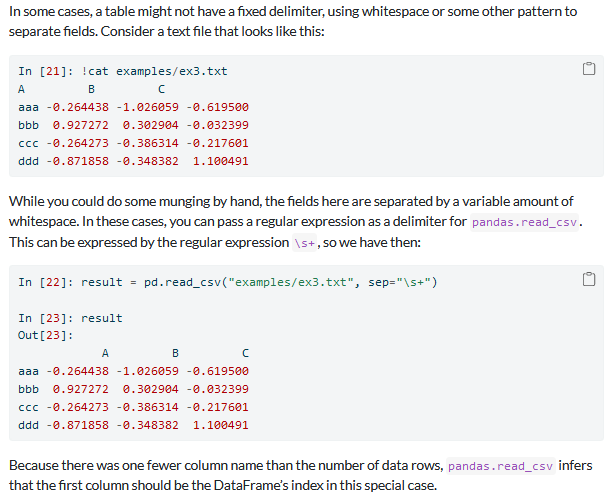 In some cases, a table might not have a fixed delimiter, using whitespace or some other pattern to
separate fields. Consider a text file that looks like this:
In [21]: !cat examples/ex3.txt
A         B         C
aaa -0.264438 -1.026059 -0.619500
bbb  0.927272  0.302904 -0.032399
ccc -0.264273 -0.386314 -0.217601
ddd -0.871858 -0.348382  1.100491
While you could do some munging by hand, the fields here are separated by a variable amount of
whitespace. In these cases, you can pass a regular expression as a delimiter for pandas.read_csv.
This can be expressed by the regular expression \s+, so we have then:
In [22]: result = pd.read_csv("examples/ex3.txt", sep="\s+")
In [23]: result
Out[23]:
            A         B         C
aaa -0.264438 -1.026059 -0.619500
bbb  0.927272  0.302904 -0.032399
ccc -0.264273 -0.386314 -0.217601
ddd -0.871858 -0.348382  1.100491
Because there was one fewer column name than the number of data rows, pandas.read_csv infers
that the first column should be the DataFrame's index in this special case.